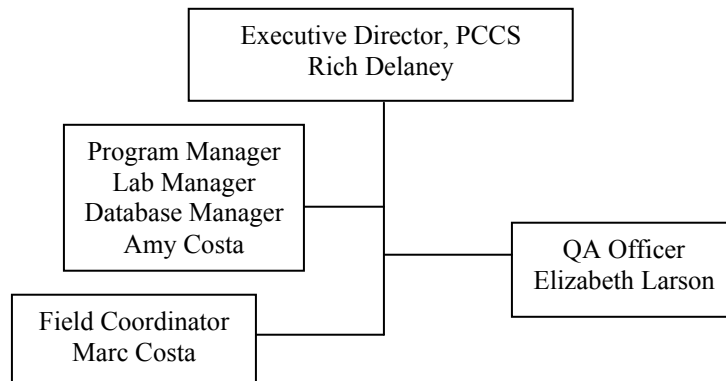 Executive Director, PCCS
Rich Delaney
Program Manager
Lab Manager
Database Manager
Amy Costa
QA Officer
Elizabeth Larson
Field Coordinator
Marc Costa